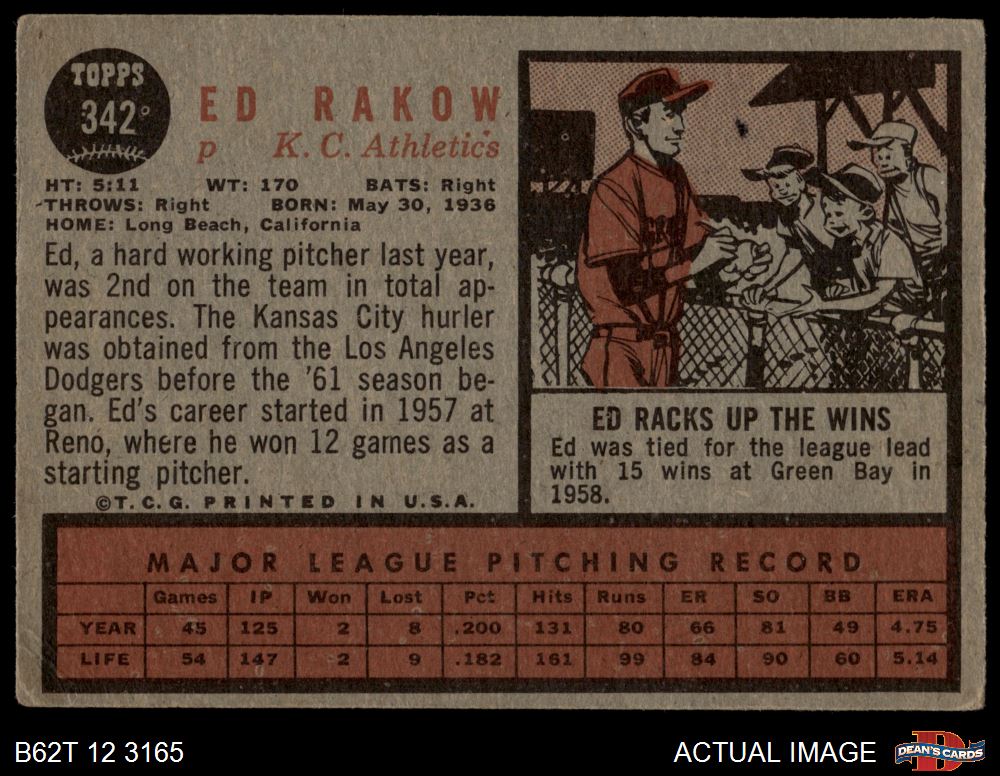 TOPPS
342°
ED RAKOW
p K. C. Athletics
HT: 5:11 WT: 170 BATS: Right
THROWS: Right BORN: May 30, 1936
HOME: Long Beach, California
Ed, a hard working pitcher last year,
was 2nd on the team in total ap-
pearances. The Kansas City hurler
was obtained from the Los Angeles
Dodgers before the '61 season be-
gan. Ed's career started in 1957 at
Reno, where he won 12 games as a
starting pitcher.
©T.C.G. PRINTED IN U.S.A.
ED RACKS UP THE WINS
Ed was tied for the league lead
with 15 wins at Green Bay in
1958.
MAJOR LEAGUE PITCHING RECORD
Games IP Won Lost Pct Hits Runs ER SO BB ERA
YEAR 45 125 2 8 .200 131 80 66 81 49 4.75
LIFE 54 147 2 9 .182 161 99 84 90 60 5.14
B62T 12 3165
ACTUAL IMAGE
DEAN'S CARDS